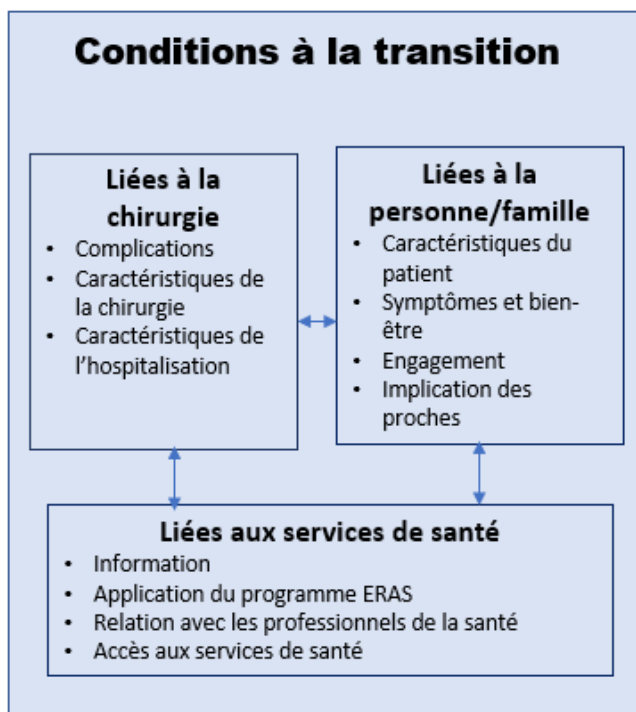 Conditions à la transition
Liées à la
chirurgie
• Complications
• Caractéristiques de
la chirurgie
• Caractéristiques de
l’hospitalisation
Liées à la
personne/famille
• Caractéristiques du
patient
• Symptômes et bien-
être
• Engagement
• Implication des
proches
Liées aux services de santé
• Information
• Application du programme ERAS
• Relation avec les professionnels de la santé
• Accès aux services de santé